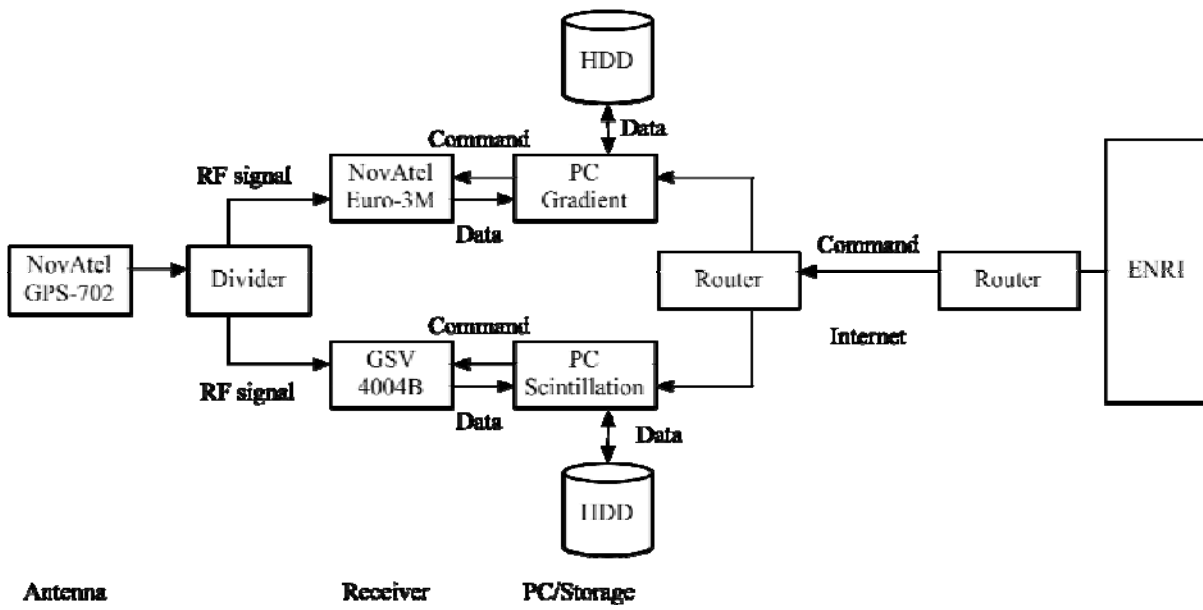 HDD
Data
Command
RF signal
NovAtel
Euro-3M
PC
Gradient
Data
Command
NovAtel
GPS-702
Divider
Router
Router
ENRI
Internet
Command
GSV
4004B
PC
Scintillation
RF signal
Data
Data
HDD
Antenna
Receiver
PC/Storage